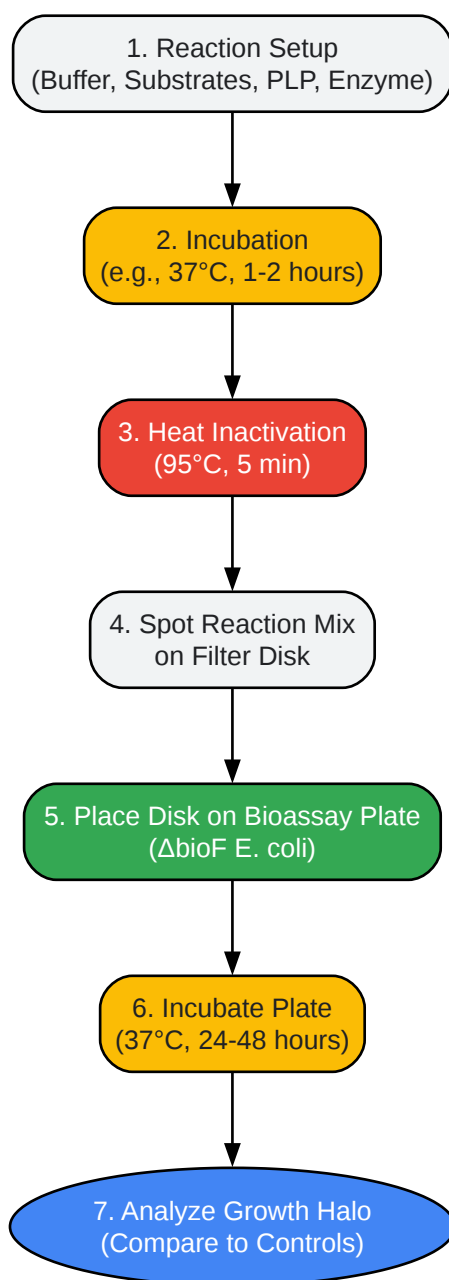 1. Reaction Setup
(Buffer, Substrates, PLP, Enzyme)
2. Incubation
(e.g., 37°C, 1-2 hours)
3. Heat Inactivation
(95°C, 5 min)
4. Spot Reaction Mix
on Filter Disk
5. Place Disk on Bioassay Plate
(ΔbioF E. coli)
6. Incubate Plate
(37°C, 24-48 hours)
7. Analyze Growth Halo
(Compare to Controls)